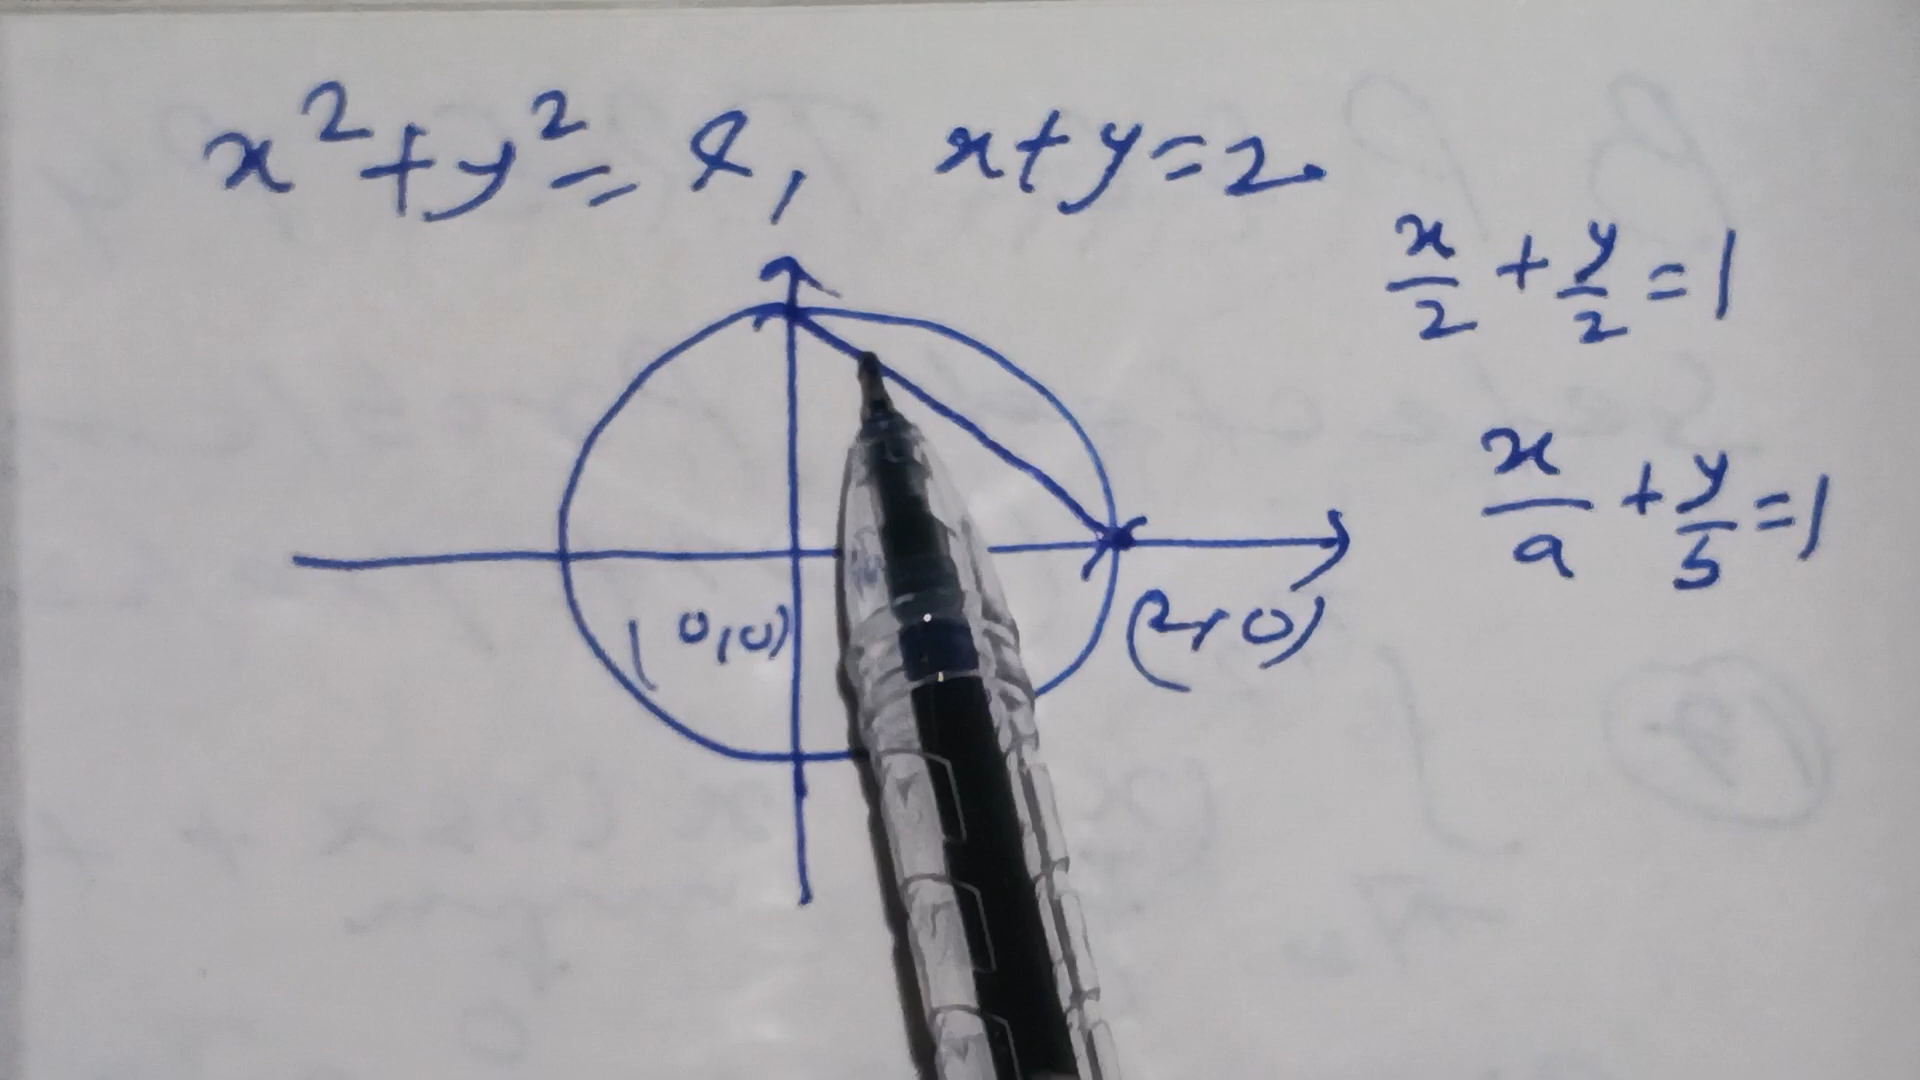 x² + y² = 4, x + y = 2.
x/2 + y/2 = 1
x/a + y/b = 1
(0,0)
(2,0)